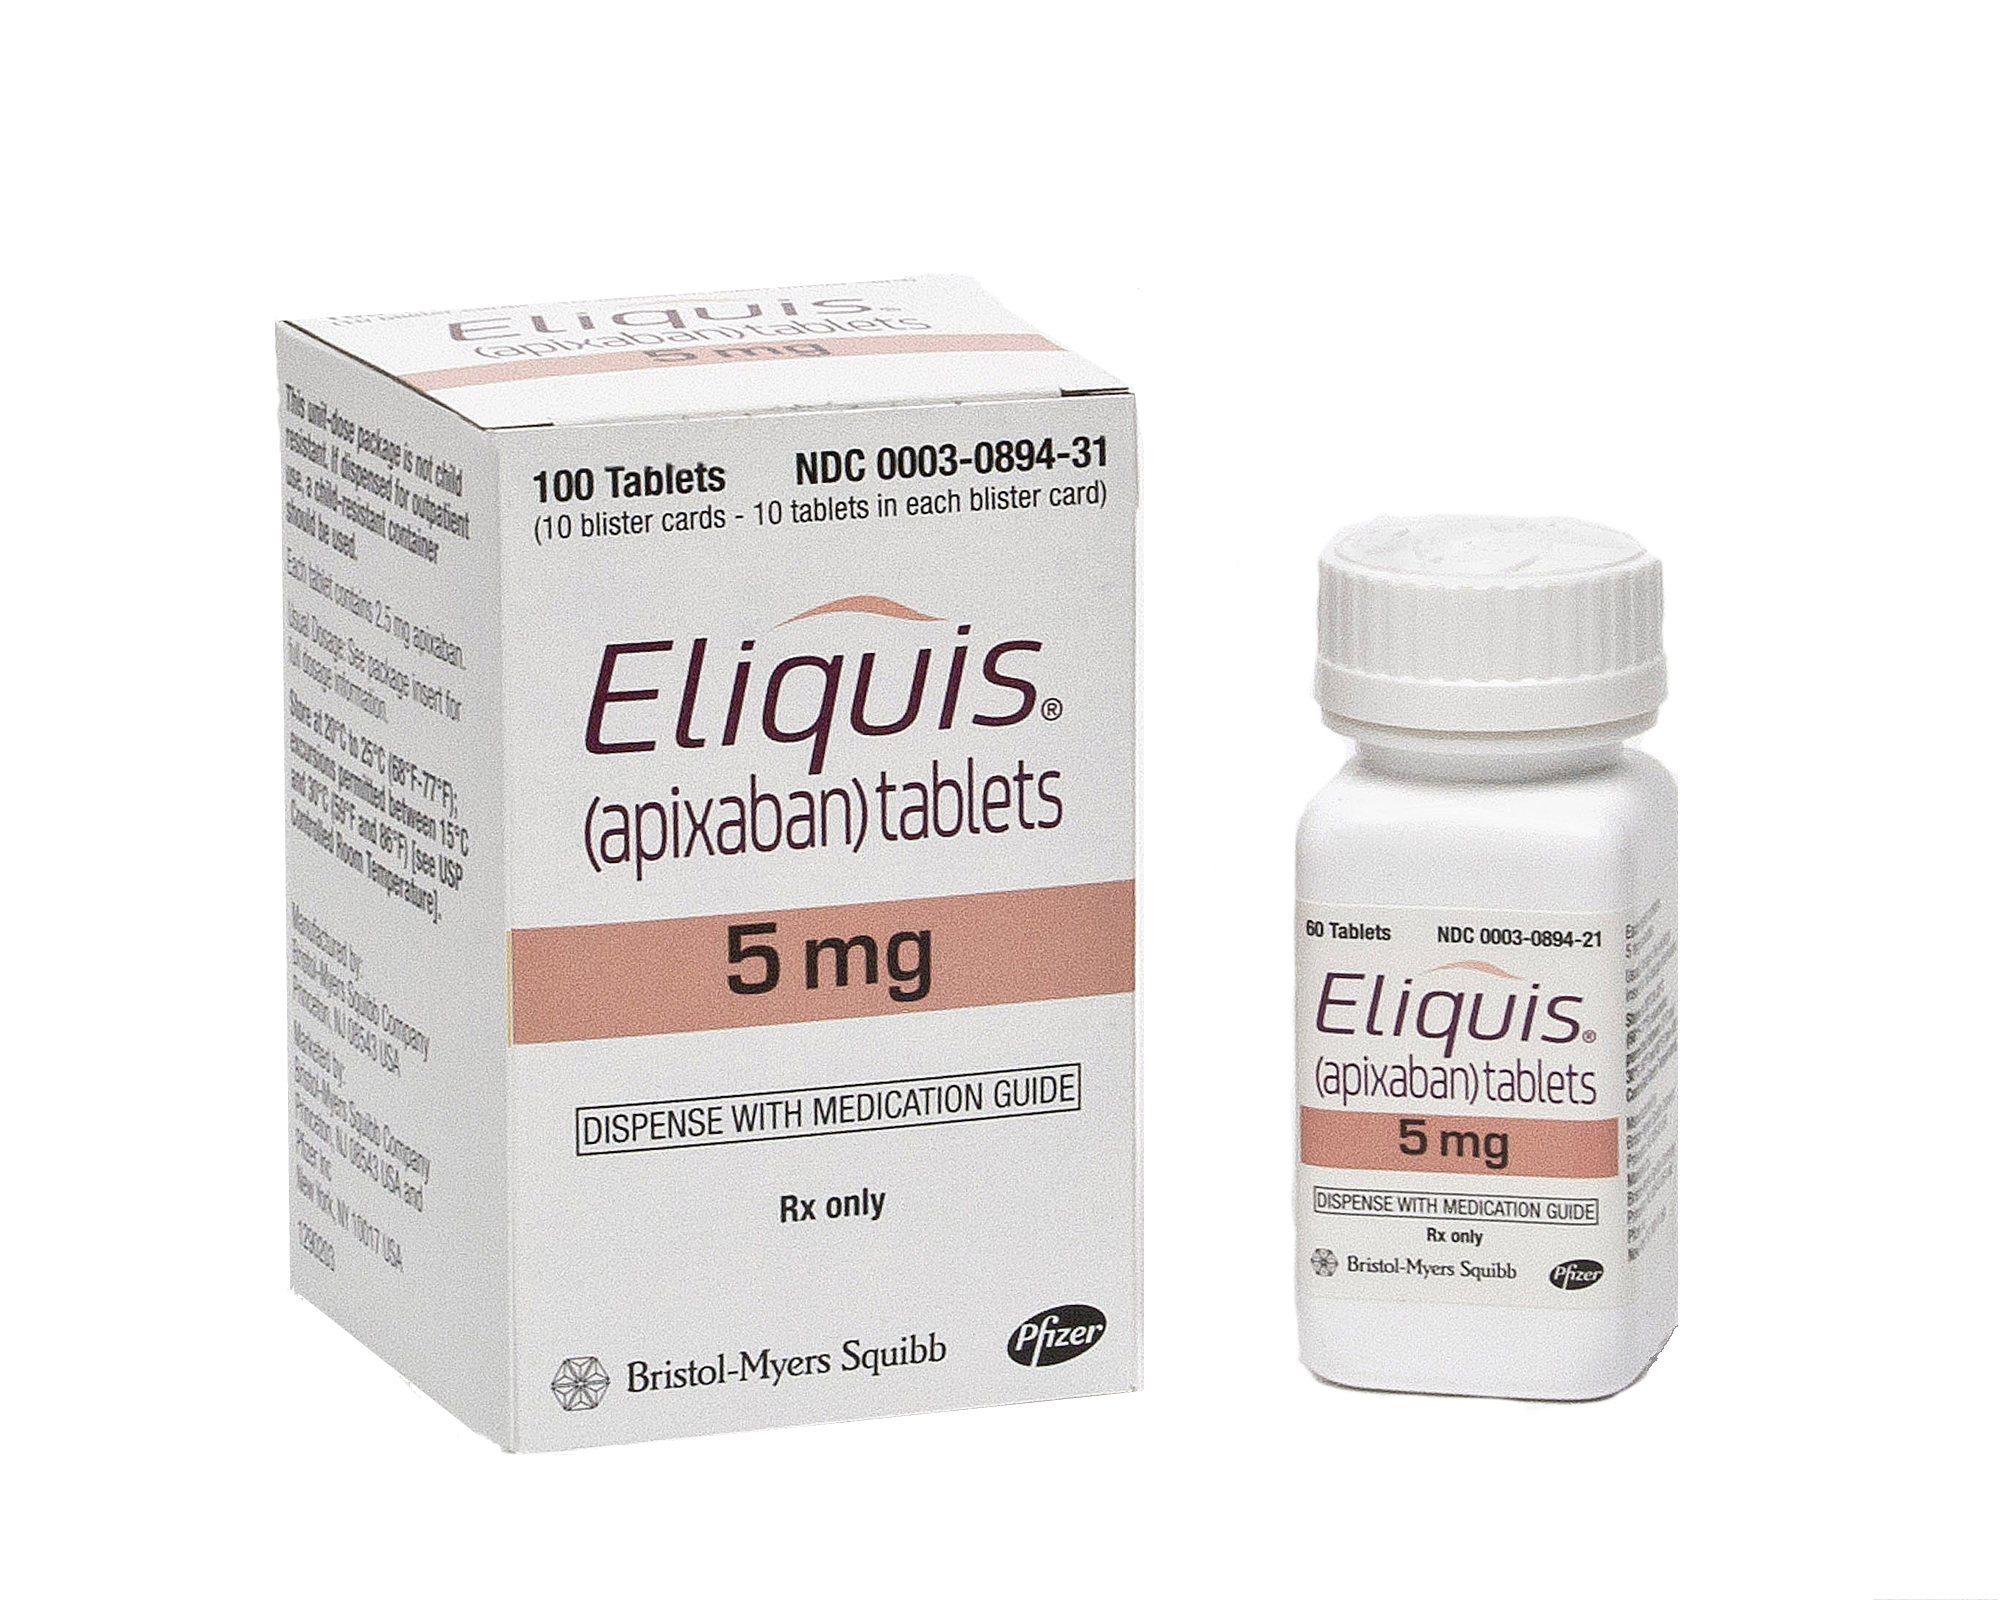 Eliquis®
(apixaban) tablets
5 mg
This unit-dose package is not child
resistant. If dispensed for outpatient
use, a child-resistant container
should be used.
Each tablet contains 2.5 mg apixaban.
Usual Dosage: See package insert for
full dosage information.
Store at 20°C to 25°C (68°F-77°F);
excursions permitted between 15°C
and 30°C (59°F and 86°F) [see USP
Controlled Room Temperature].
Manufactured by:
Bristol-Myers Squibb Company
Princeton, NJ 08543 USA
Marketed by:
Bristol-Myers Squibb Company
Princeton, NJ 08543 USA and
Pfizer Inc
New York, NY 10017 USA
1290203
100 Tablets NDC 0003-0894-31
(10 blister cards - 10 tablets in each blister card)
Eliquis®
(apixaban) tablets
5 mg
DISPENSE WITH MEDICATION GUIDE
Rx only
Bristol-Myers Squibb Pfizer
60 Tablets NDC 0003-0894-21
Eliquis®
(apixaban) tablets
5 mg
DISPENSE WITH MEDICATION GUIDE
Rx only
Bristol-Myers Squibb Pfizer